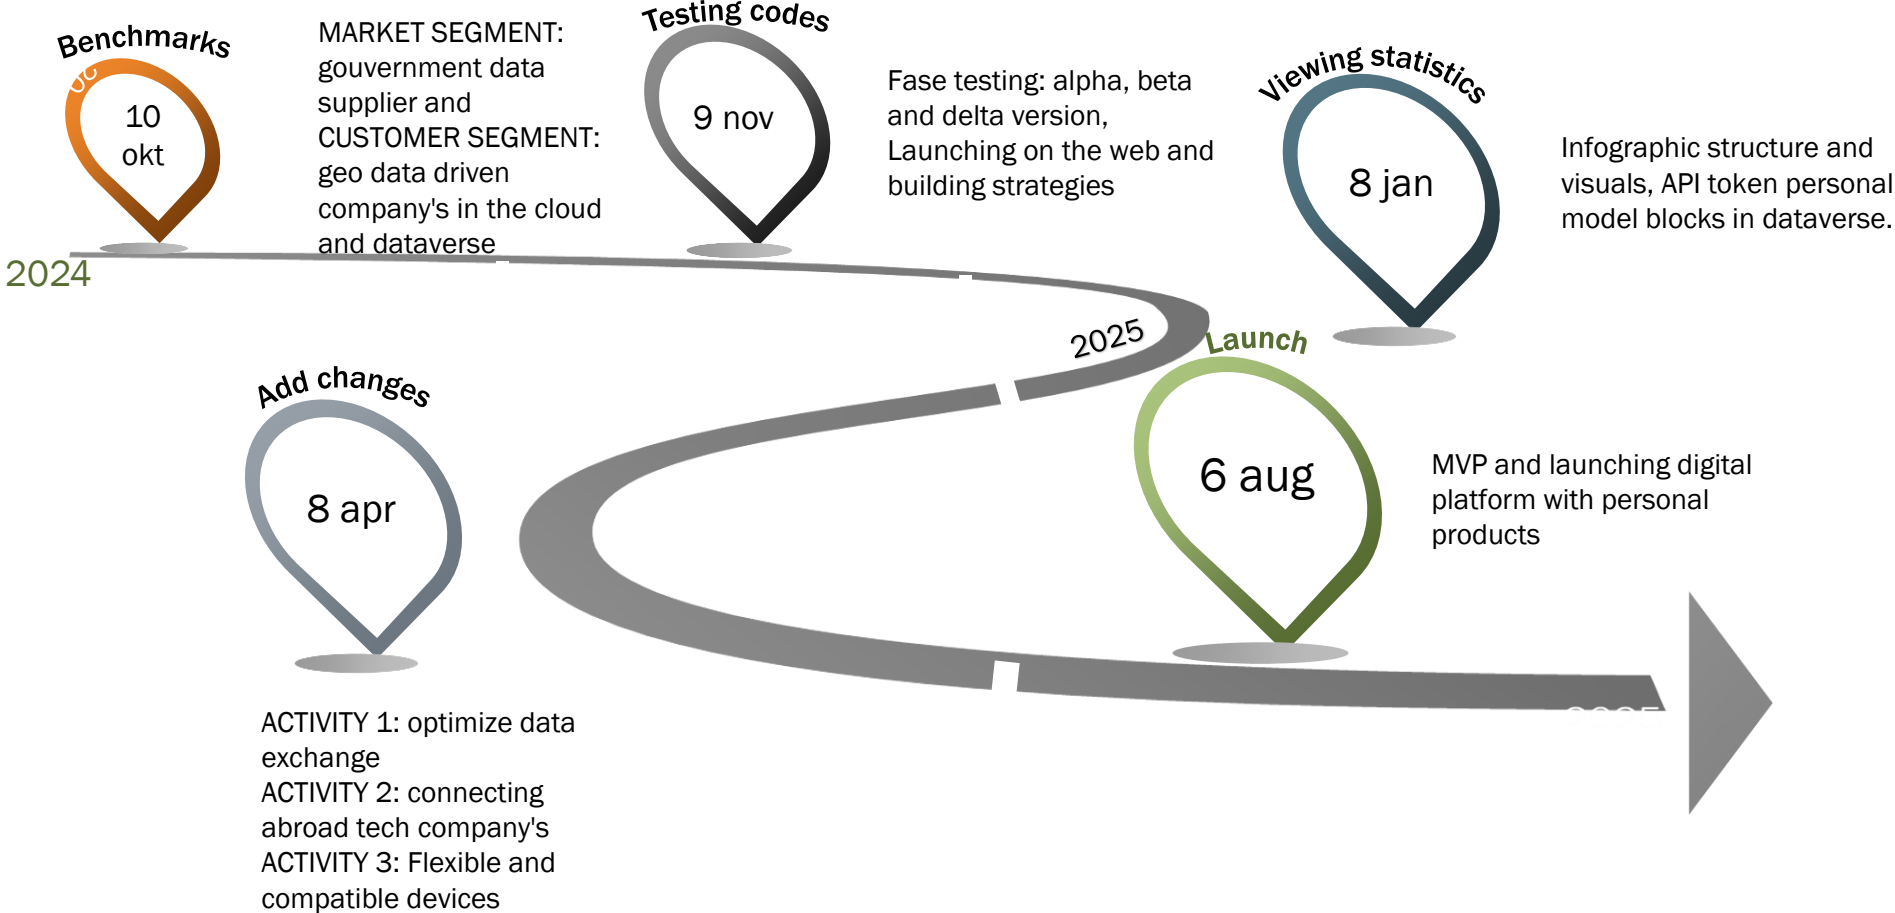 Benchmarks
10
okt
MARKET SEGMENT:
gouvernment data
supplier and
CUSTOMER SEGMENT:
geo data driven
company's in the cloud
and dataverse
Testing codes
9 nov
Fase testing: alpha, beta
and delta version,
Launching on the web and
building strategies
Viewing statistics
8 jan
Infographic structure and
visuals, API token personal
model blocks in dataverse.
2024
2025
Launch
6 aug
MVP and launching digital
platform with personal
products
Add changes
8 apr
ACTIVITY 1: optimize data
exchange
ACTIVITY 2: connecting
abroad tech company's
ACTIVITY 3: Flexible and
compatible devices